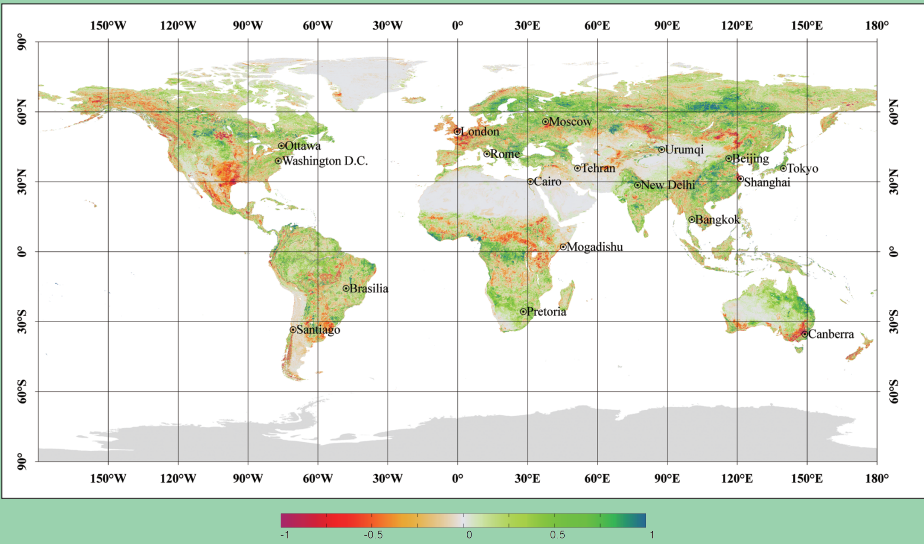 150°W 120°W 90°W 60°W 30°W 0° 30°E 60°E 90°E 120°E 150°E 180°
90° 90°
60°N 60°N
Moscow
London
Ottawa
Urumqi
Rome
Beijing
Washington D.C.
Tehran
Tokyo
30°N Cairo New Delhi Shanghai 30°N
Bangkok
0° Mogadishu 0°
Brasilia
Pretoria
30°S Santiago Canberra 30°S
60°S 60°S
90° 90°
150°W 120°W 90°W 60°W 30°W 0° 30°E 60°E 90°E 120°E 150°E 180°
-1 -0.5 0 0.5 1